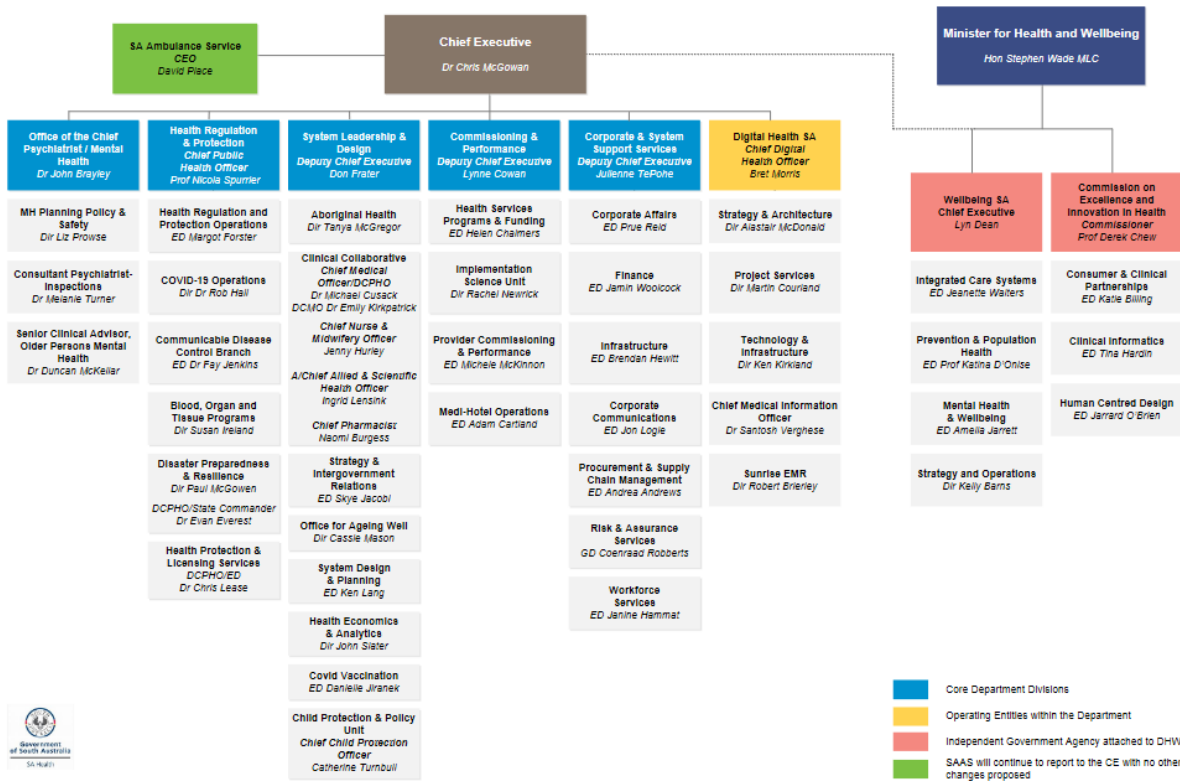 SA Ambulance Service
CEO
David Place
Chief Executive
Dr Chris McGowan
Minister for Health and Wellbeing
Hon Stephen Wade MLC
Office of the Chief
Psychiatrist / Mental
Health
Dr John Brayley
MH Planning Policy &
Safety
Dir Liz Prowse
Consultant Psychiatrist-
Inspections
Dr Melanie Turner
Senior Clinical Advisor,
Older Persons Mental
Health
Dr Duncan McKellar
Health Regulation
& Protection
Chief Public
Health Officer
Prof Nicola Spurrier
Health Regulation and
Protection Operations
ED Margot Forster
COVID-19 Operations
Dir Dr Rob Hall
Communicable Disease
Control Branch
ED Dr Fay Jenkins
Blood, Organ and
Tissue Programs
Dir Susan Ireland
Disaster Preparedness
& Resilience
Dir Paul McGowen
DCPHO/State Commander
Dr Evan Everest
Health Protection &
Licensing Services
DCPHO/ED
Dr Chris Lease
System Leadership &
Design
Deputy Chief Executive
Don Frater
Aboriginal Health
Dir Tanya McGregor
Clinical Collaborative
Chief Medical
Officer/DCPHO
Dr Michael Cusack
DCMO Dr Emily Kirkpatrick
Chief Nurse &
Midwifery Officer
Jenny Hurley
A/Chief Allied & Scientific
Health Officer
Ingrid Lensink
Chief Pharmacist
Naomi Burgess
Strategy &
Intergovernment
Relations
ED Skye Jacobi
Office for Ageing Well
Dir Cassie Mason
System Design
& Planning
ED Ken Lang
Health Economics
& Analytics
Dir John Slater
Covid Vaccination
ED Danielle Jiranek
Child Protection & Policy
Unit
Chief Child Protection
Officer
Catherine Turnbull
Commissioning &
Performance
Deputy Chief Executive
Lynne Cowan
Health Services
Programs & Funding
ED Helen Chalmers
Implementation
Science Unit
Dir Rachel Newrick
Provider Commissioning
& Performance
ED Michele McKinnon
Medi-Hotel Operations
ED Adam Cartland
Corporate & System
Support Services
Deputy Chief Executive
Julienne TePohe
Corporate Affairs
ED Prue Reid
Finance
ED Jamin Woolcock
Infrastructure
ED Brendan Hewitt
Corporate
Communications
ED Jon Logie
Procurement & Supply
Chain Management
ED Andrea Andrews
Risk & Assurance
Services
GD Coenraad Robberts
Workforce
Services
ED Janine Hammat
Digital Health SA
Chief Digital
Health Officer
Bret Morris
Strategy & Architecture
Dir Alastair McDonald
Project Services
Dir Martin Courland
Technology &
Infrastructure
Dir Ken Kirkland
Chief Medical Information
Officer
Dr Santosh Verghese
Sunrise EMR
Dir Robert Brierley
Wellbeing SA
Chief Executive
Lyn Dean
Integrated Care Systems
ED Jeanette Walters
Prevention & Population
Health
ED Prof Katina D'Onise
Mental Health
& Wellbeing
ED Amelia Jarrett
Strategy and Operations
Dir Kelly Barns
Commission on
Excellence and
Innovation in Health
Commissioner
Prof Derek Chew
Consumer & Clinical
Partnerships
ED Katie Billing
Clinical Informatics
ED Tina Hardin
Human Centred Design
ED Jarrard O'Brien
Core Department Divisions
Operating Entities within the Department
Independent Government Agency attached to DHW
SAAS will continue to report to the CE with no other
changes proposed
Government
of South Australia
SA Health